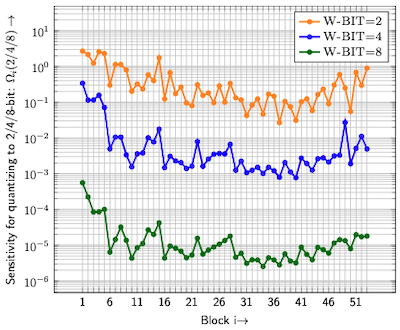 W-BIT=2
W-BIT=4
W-BIT=8
Sensitivity for quantizing to 2/4/8-bit: Ωᵢ(2/4/8) →
10¹
10⁰
10⁻¹
10⁻²
10⁻³
10⁻⁴
10⁻⁵
10⁻⁶
1 6 11 16 21 26 31 36 41 46 51
Block i→